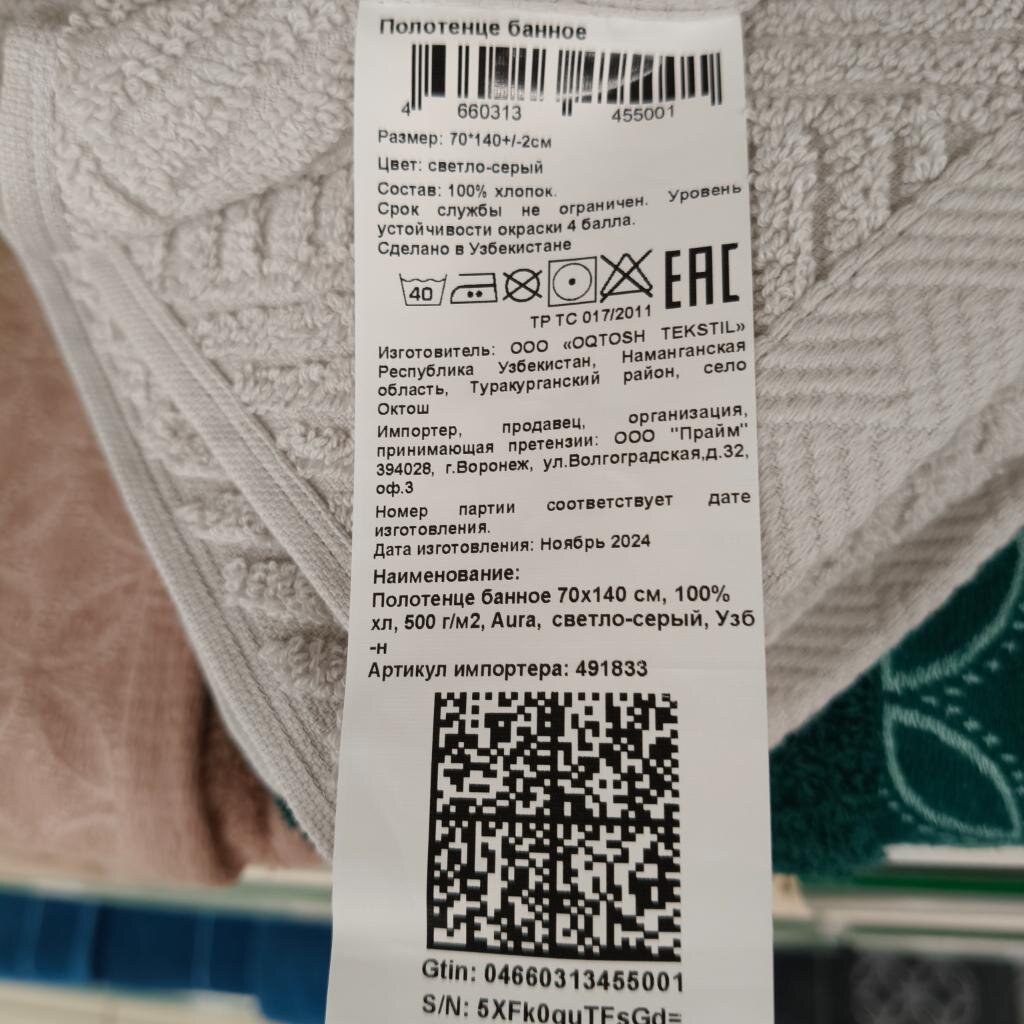 Полотенце банное
4 660313 455001
Размер: 70*140+/-2см
Цвет: светло-серый
Состав: 100% хлопок.
Срок службы не ограничен. Уровень
устойчивости окраски 4 балла.
Сделано в Узбекистане
40
EAC
ТР ТС 017/2011
Изготовитель: ООО «OQTOSH TEKSTIL»
Республика Узбекистан, Наманганская
область, Туракурганский район, село
Октош
Импортер, продавец, организация,
принимающая претензии: ООО "Прайм"
394028, г.Воронеж, ул.Волгоградская,д.32,
оф.3
Номер партии соответствует дате
изготовления.
Дата изготовления: Ноябрь 2024
Наименование:
Полотенце банное 70х140 см, 100%
хл, 500 г/м2, Aura, светло-серый, Узб
-н
Артикул импортера: 491833
Gtin: 04660313455001
S/N: